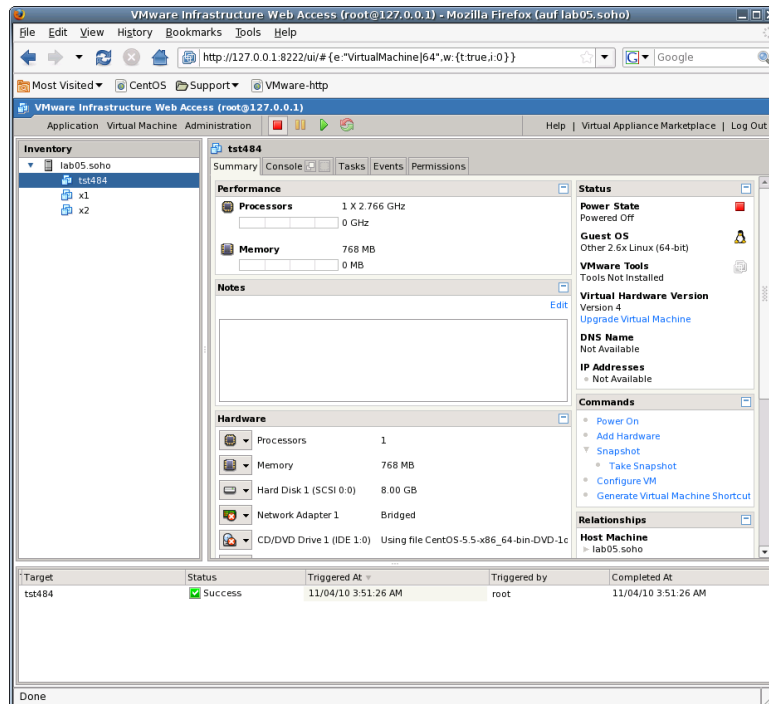 VMware Infrastructure Web Access (root@127.0.0.1) - Mozilla Firefox (auf lab05.soho)
File Edit View History Bookmarks Tools Help
http://127.0.0.1:8222/ui/#{e:"VirtualMachine|64",w:{t:true,i:0}}
Google
Most Visited CentOS Support VMware-http
VMware Infrastructure Web Access (root@127.0.0.1)
Application Virtual Machine Administration
Help | Virtual Appliance Marketplace | Log Out
Inventory
lab05.soho
tst484
x1
x2
tst484
Summary Console Tasks Events Permissions
Performance
Processors 1 X 2.766 GHz
0 GHz
Memory 768 MB
0 MB
Notes
Edit
Hardware
Processors 1
Memory 768 MB
Hard Disk 1 (SCSI 0:0) 8.00 GB
Network Adapter 1 Bridged
CD/DVD Drive 1 (IDE 1:0) Using file CentOS-5.5-x86_64-bin-DVD-1o
Status
Power State
Powered Off
Guest OS
Other 2.6x Linux (64-bit)
VMware Tools
Tools Not Installed
Virtual Hardware Version
Version 4
Upgrade Virtual Machine
DNS Name
Not Available
IP Addresses
Not Available
Commands
Power On
Add Hardware
Snapshot
Take Snapshot
Configure VM
Generate Virtual Machine Shortcut
Relationships
Host Machine
lab05.soho
Target Status Triggered At Triggered by Completed At
tst484 Success 11/04/10 3:51:26 AM root 11/04/10 3:51:26 AM
Done